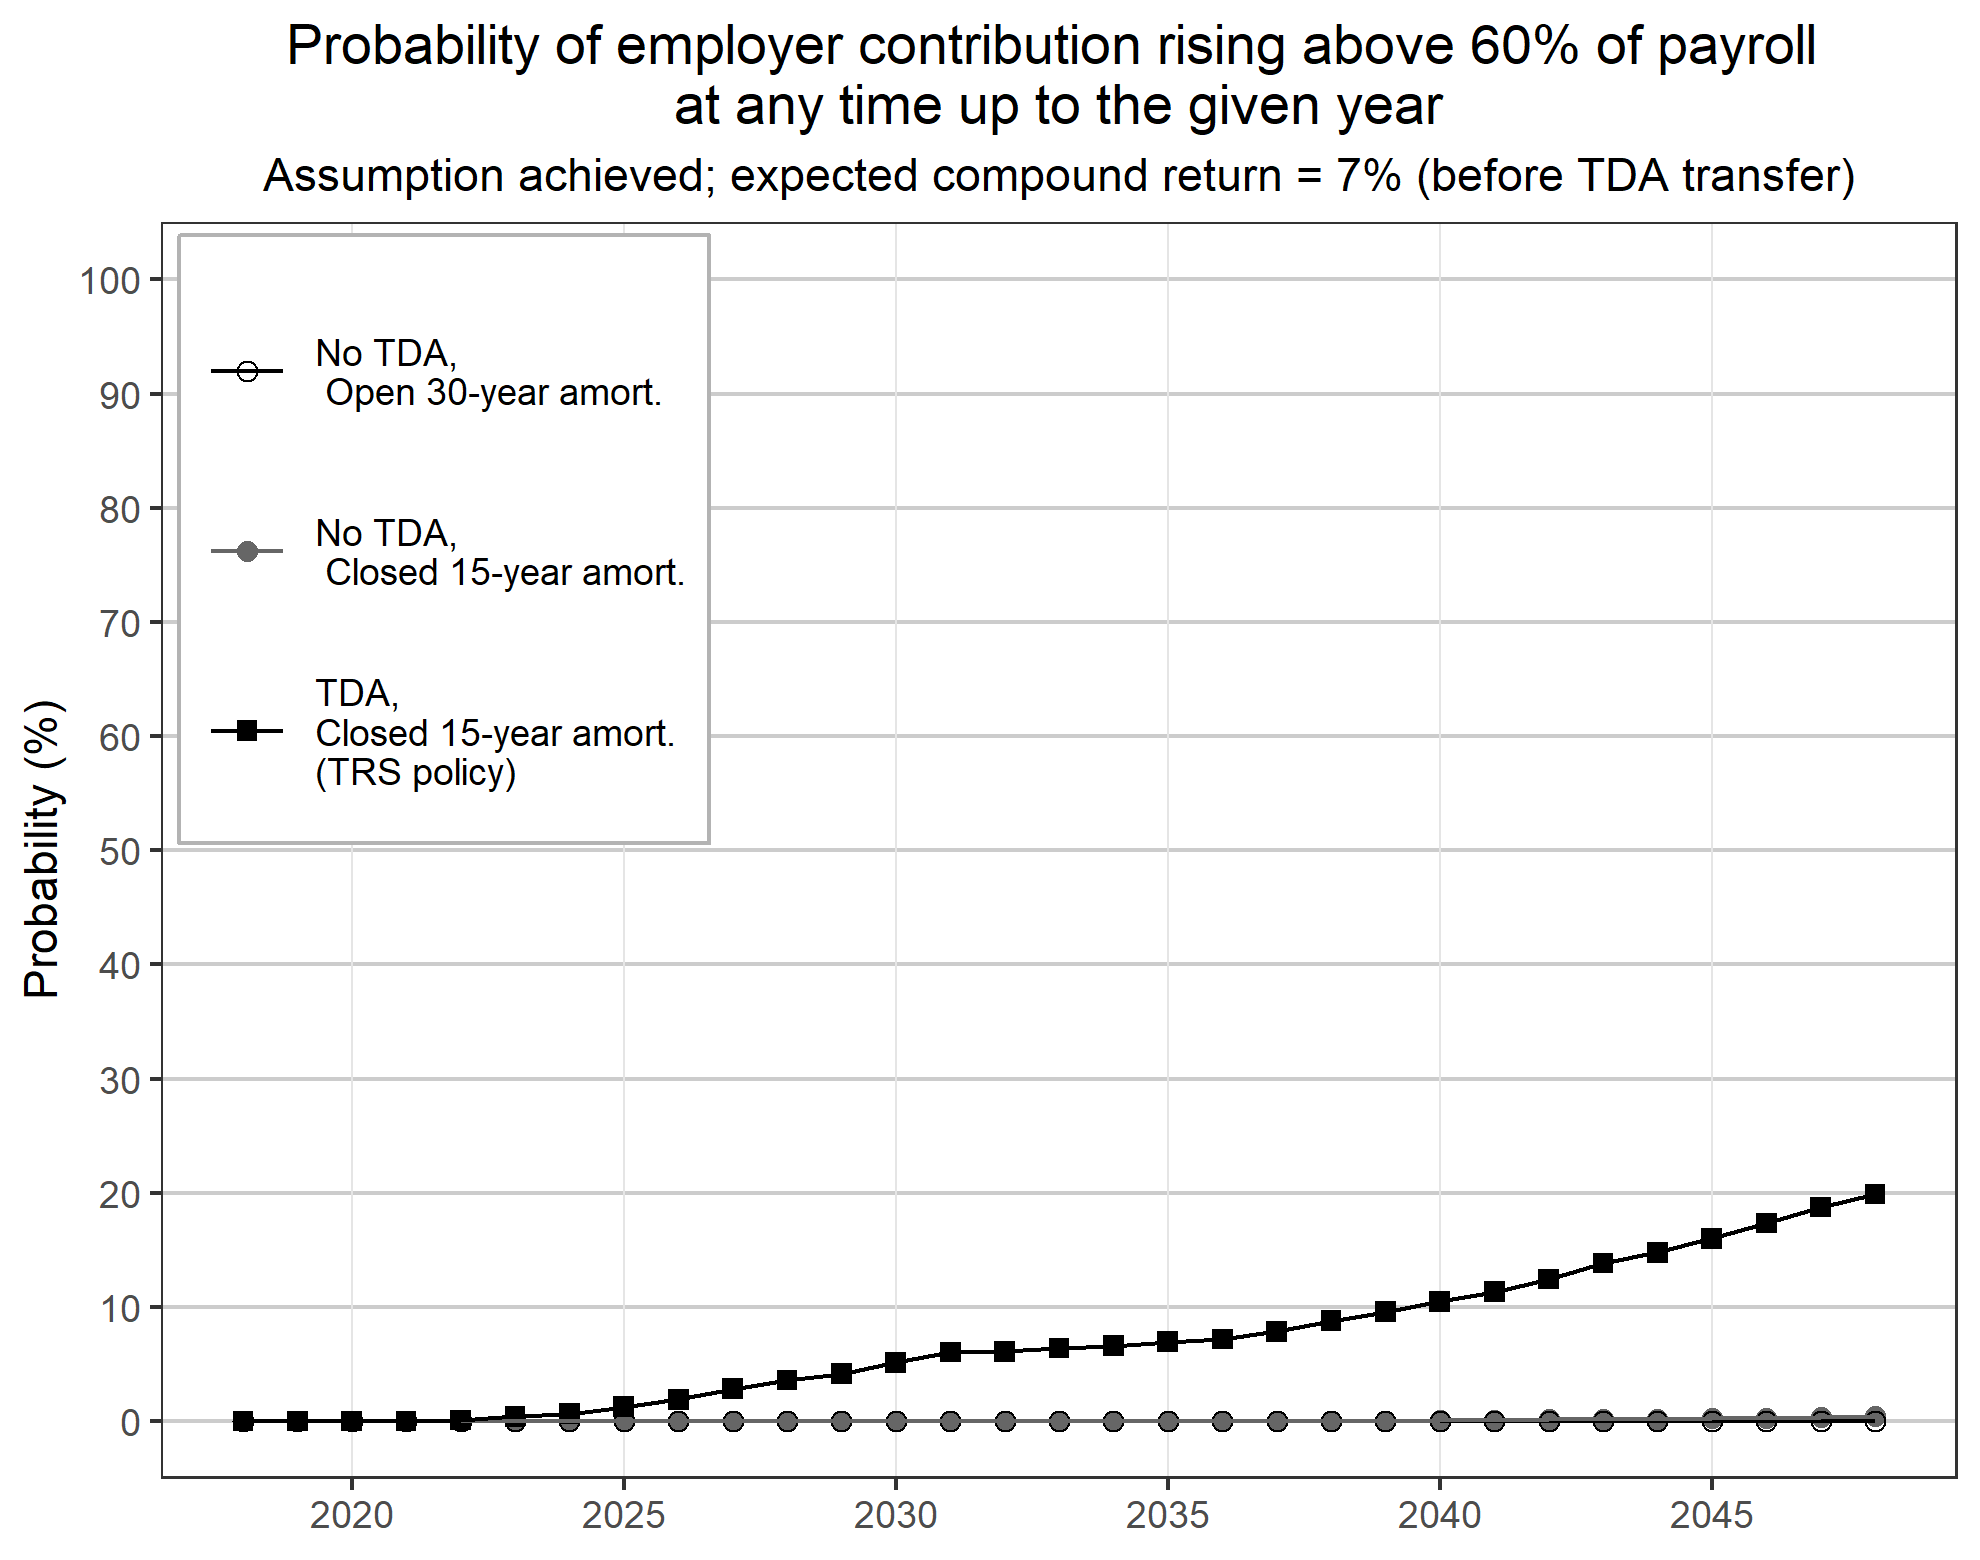 Probability of employer contribution rising above 60% of payroll
at any time up to the given year
Assumption achieved; expected compound return = 7% (before TDA transfer)
No TDA,
Open 30-year amort.
No TDA,
Closed 15-year amort.
TDA,
Closed 15-year amort.
(TRS policy)
Probability (%)
100
90
80
70
60
50
40
30
20
10
0
2020
2025
2030
2035
2040
2045